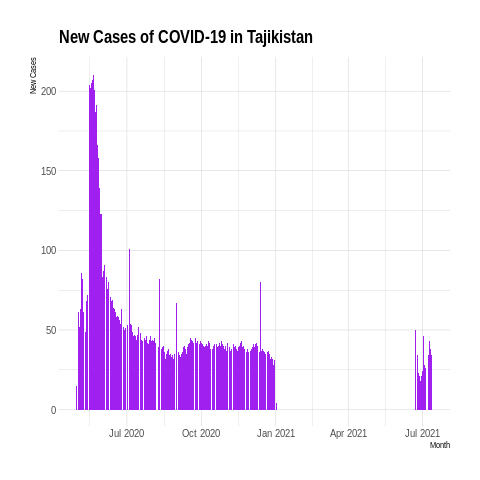 New Cases of COVID-19 in Tajikistan
New Cases
200
150
100
50
0
Jul 2020 Oct 2020 Jan 2021 Apr 2021 Jul 2021
Month